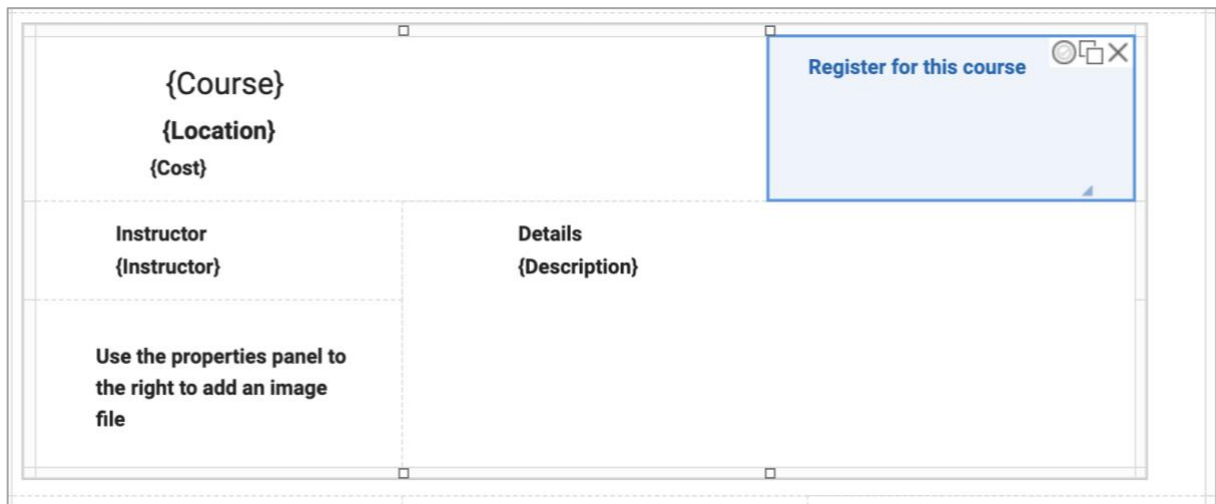 {Course}
{Location}
{Cost}
Register for this course
Instructor
{Instructor}
Details
{Description}
Use the properties panel to
the right to add an image
file